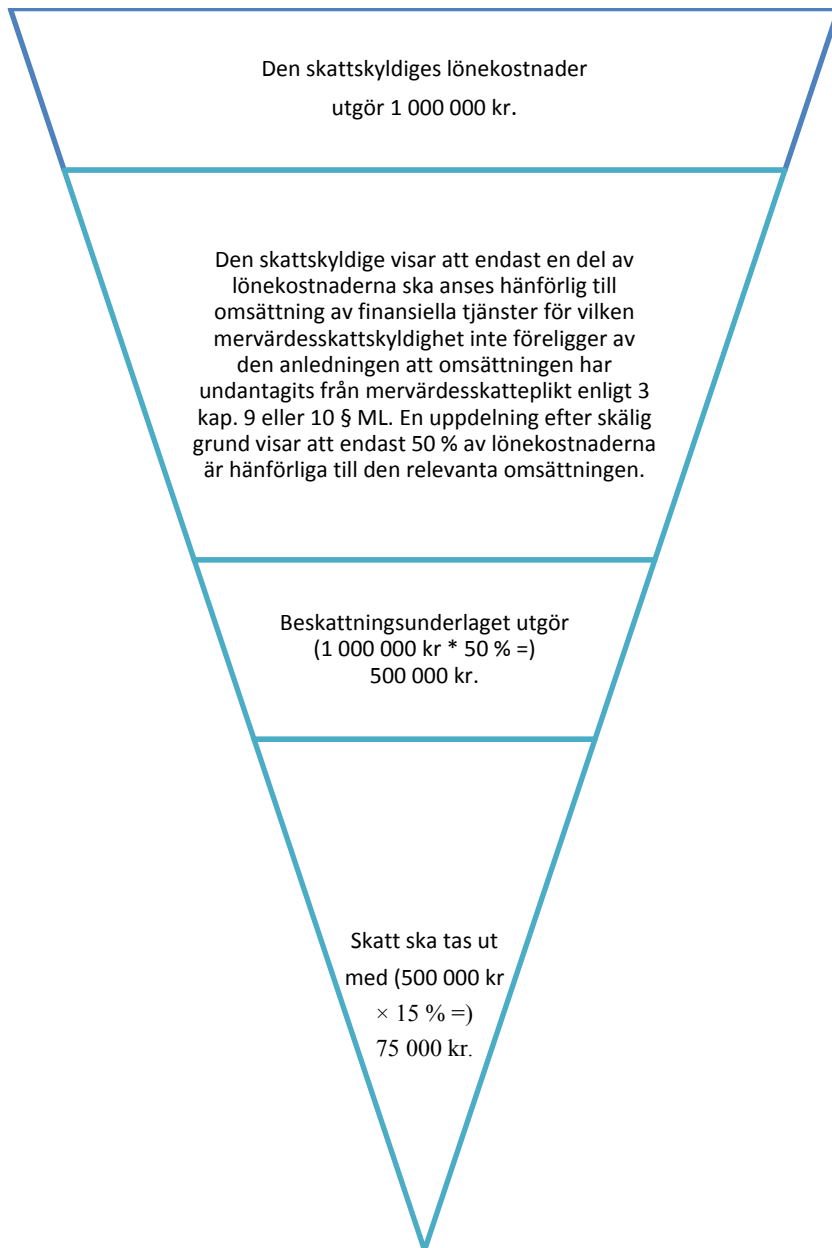 Den skattskyldiges lönekostnader
utgör 1 000 000 kr.
Den skattskyldige visar att endast en del av
lönekostnaderna ska anses hänförlig till
omsättning av finansiella tjänster för vilken
mervärdesskattskyldighet inte föreligger av
den anledningen att omsättningen har
undantagits från mervärdesskatteplikt enligt 3
kap. 9 eller 10 § ML. En uppdelning efter skälig
grund visar att endast 50 % av lönekostnaderna
är hänförliga till den relevanta omsättningen.
Beskattningsunderlaget utgör
(1 000 000 kr * 50 % =)
500 000 kr.
Skatt ska tas ut
med (500 000 kr
× 15 % =)
75 000 kr.